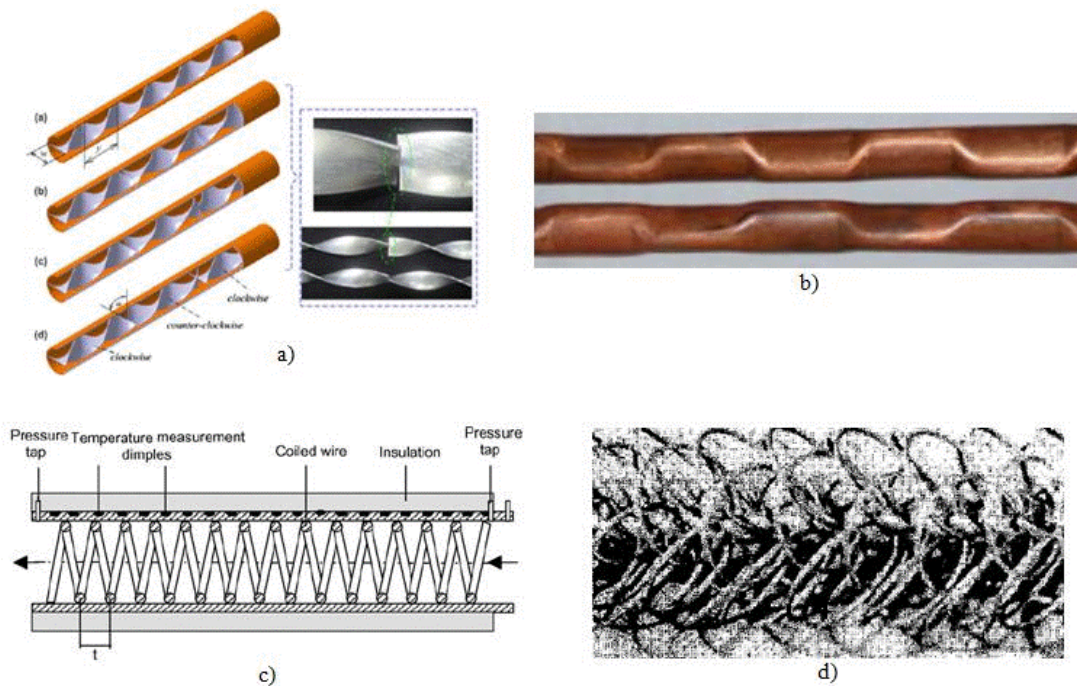 (a)
y
(b)
(c)
clockwise
counter-clockwise
(d)
clockwise
a)
b)
Pressure
tap
Temperature measurement
dimples
Coiled wire
Insulation
Pressure
tap
t
c)
d)